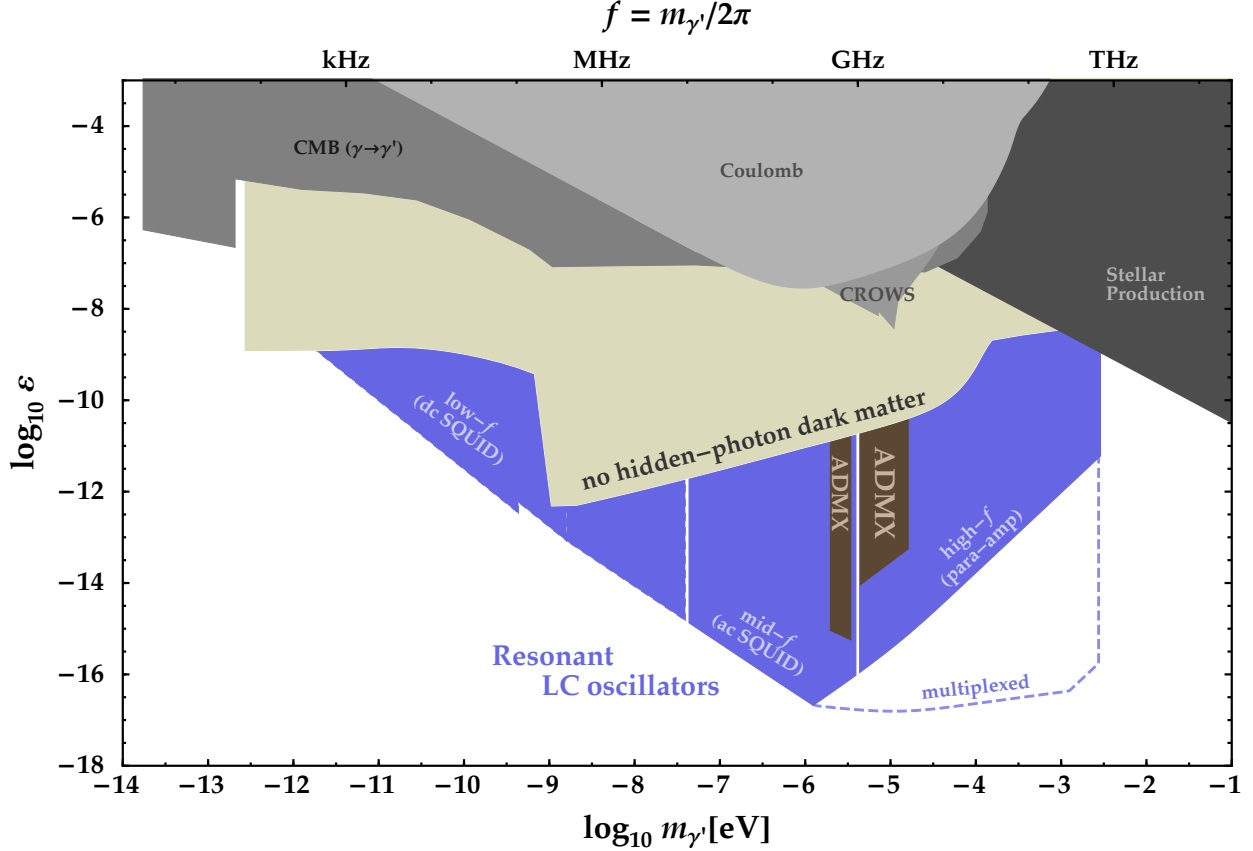 f = mγ'/2π
kHz MHz GHz THz
−4
−6
−8
−10
−12
−14
−16
−18
log₁₀ ε
CMB (γ→γ')
Coulomb
CROWS
Stellar
Production
low−f
(dc SQUID)
no hidden−photon dark matter
ADMX
ADMX
high−f
(para−amp)
mid−f
(ac SQUID)
Resonant
LC oscillators
multiplexed
−14 −13 −12 −11 −10 −9 −8 −7 −6 −5 −4 −3 −2 −1
log₁₀ mγ'[eV]